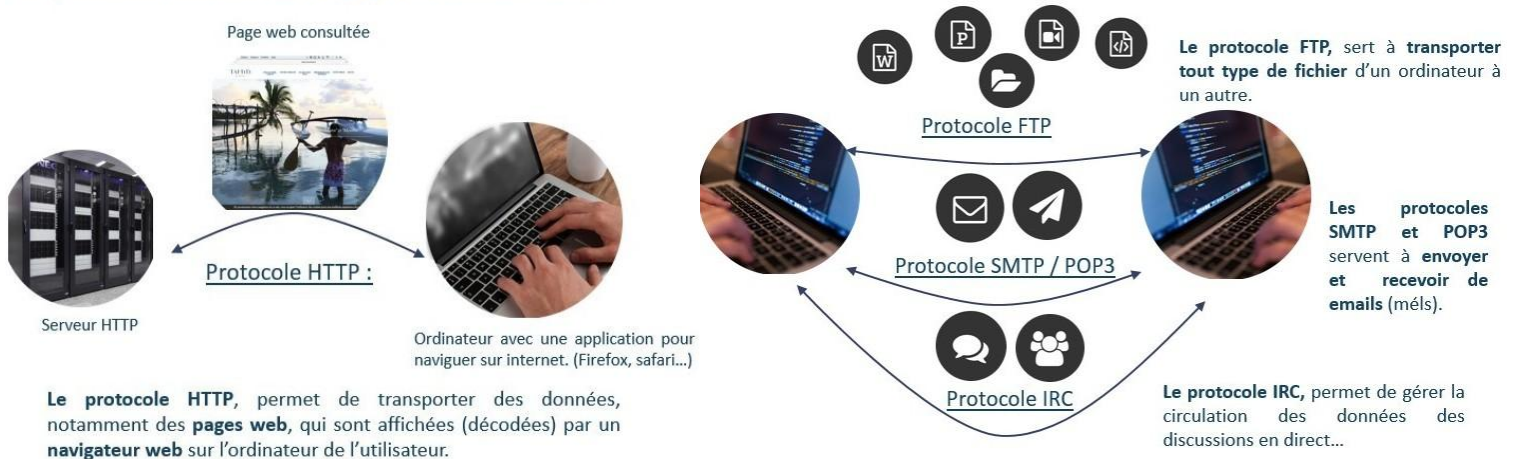 Page web consultée
Serveur HTTP
Protocole HTTP :
Ordinateur avec une application pour
naviguer sur internet. (Firefox, safari…)
Le protocole HTTP, permet de transporter des données,
notamment des pages web, qui sont affichées (décodées) par un
navigateur web sur l'ordinateur de l'utilisateur.
W
P
</>
Protocole FTP
Le protocole FTP, sert à transporter
tout type de fichier d'un ordinateur à
un autre.
Protocole SMTP / POP3
Les protocoles
SMTP et POP3
servent à envoyer
et recevoir de
emails (méls).
Protocole IRC
Le protocole IRC, permet de gérer la
circulation des données des
discussions en direct…